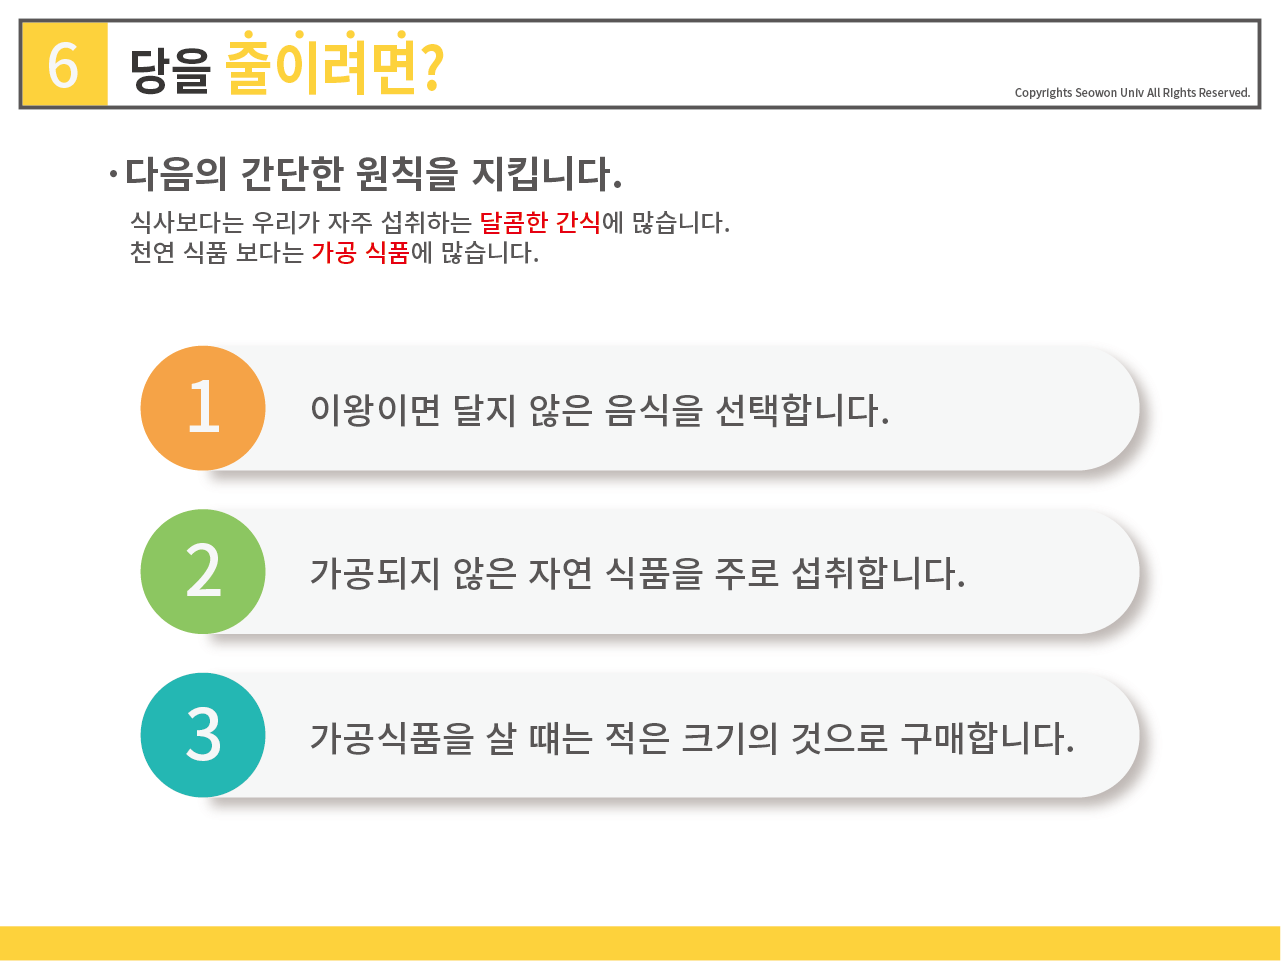 6
당을 줄이려면?
Copyrights Seowon Univ All Rights Reserved.
· 다음의 간단한 원칙을 지킵니다.
식사보다는 우리가 자주 섭취하는 달콤한 간식에 많습니다.
천연 식품 보다는 가공 식품에 많습니다.
1
이왕이면 달지 않은 음식을 선택합니다.
2
가공되지 않은 자연 식품을 주로 섭취합니다.
3
가공식품을 살 떄는 적은 크기의 것으로 구매합니다.